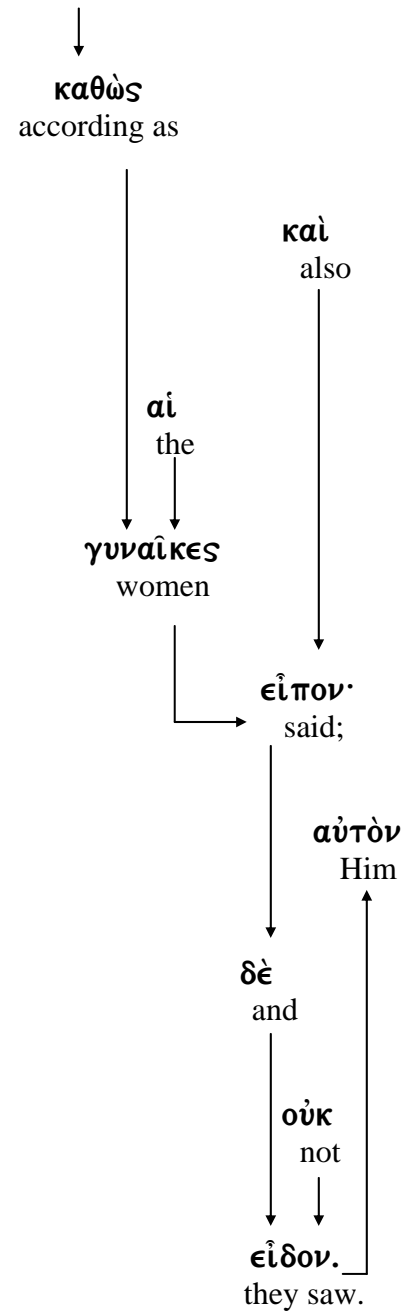 καθὼς
according as
καὶ
also
αἱ
the
γυναῖκες
women
εἶπον·
said;
αὐτὸν
Him
δὲ
and
οὐκ
not
εἶδον.
they saw.